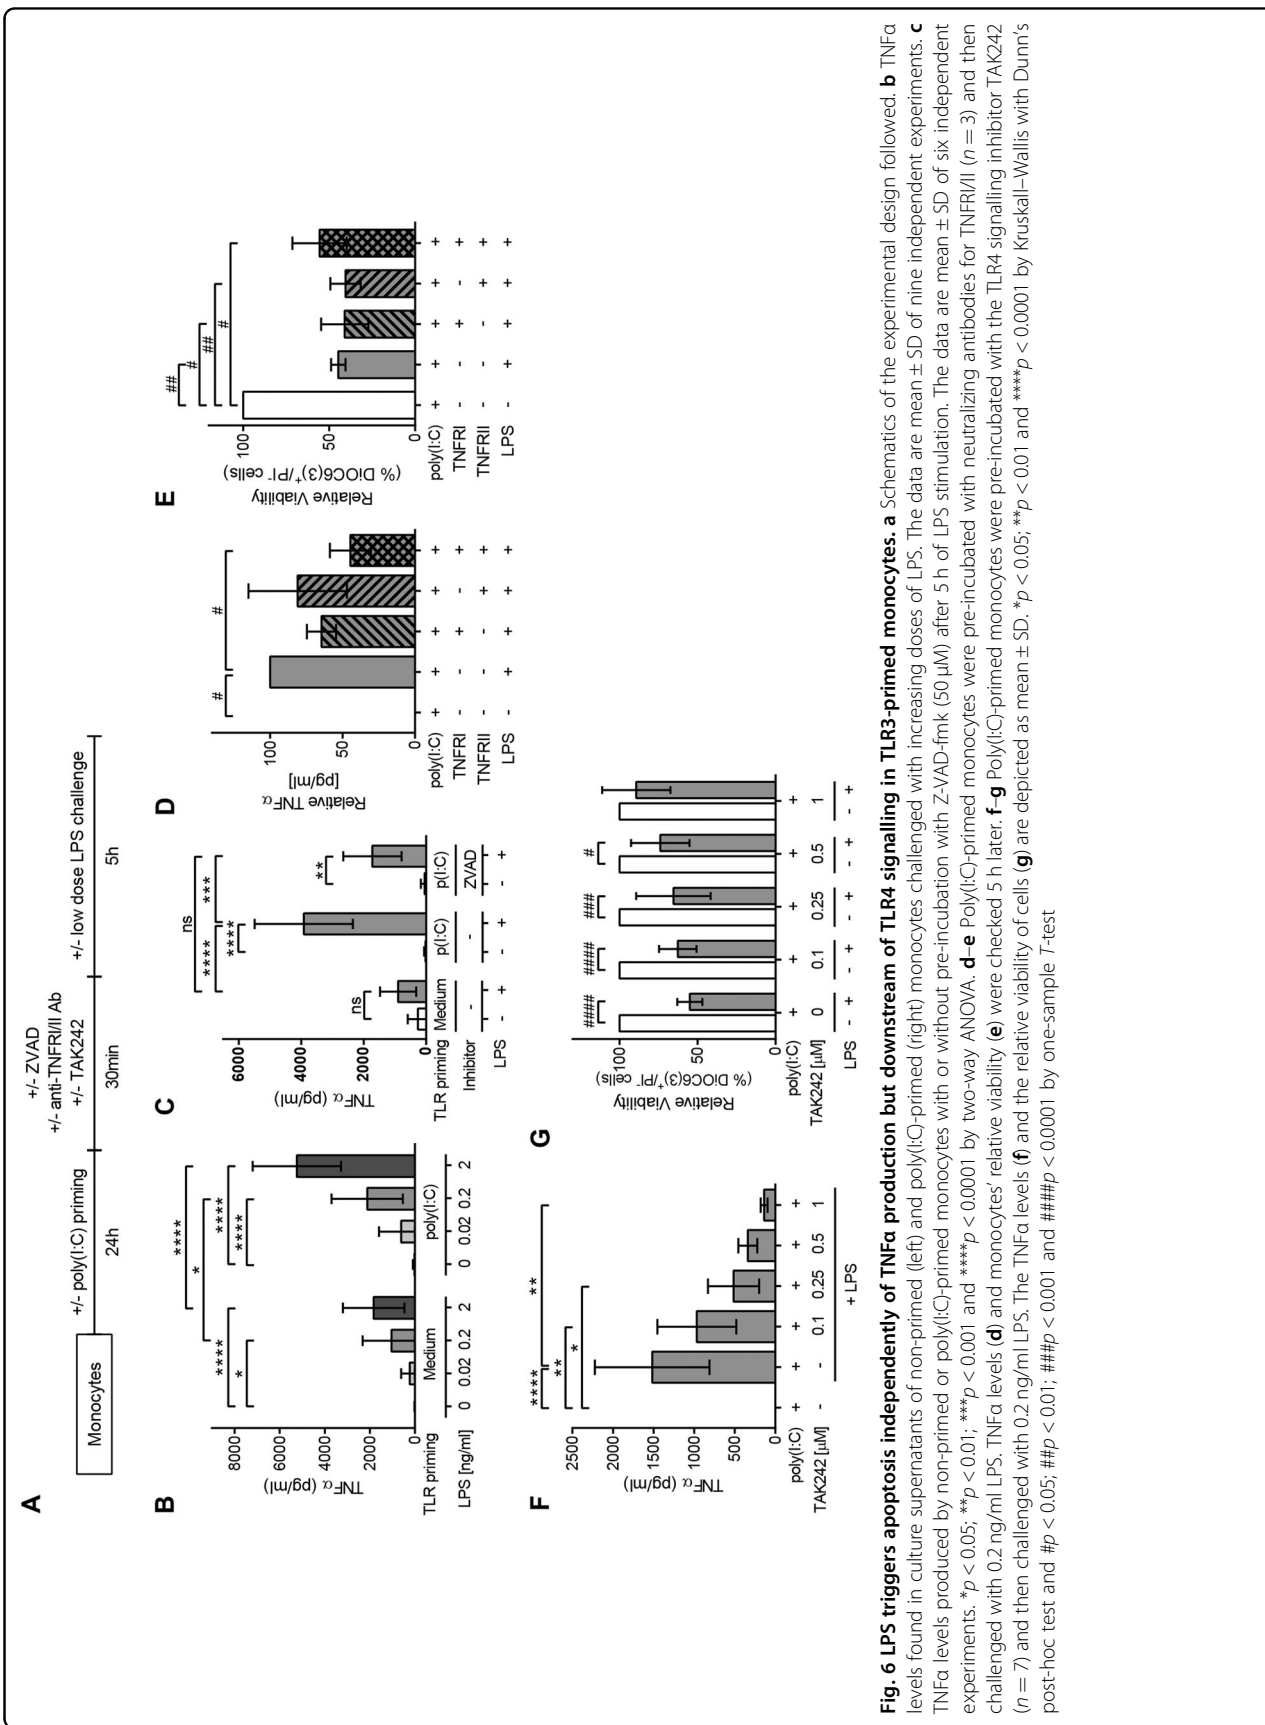 A
Monocytes
+/- poly(I:C) priming
24h
+/- ZVAD
+/- anti-TNFRI/II Ab
+/- TAK242
30min
+/- low dose LPS challenge
5h
B
TNFα (pg/ml)
8000
6000
4000
2000
0
****
*
****
*
****
****
TLR priming Medium poly(I:C)
LPS [ng/ml] 0 0.02 0.2 2 0 0.02 0.2 2
C
TNFα (pg/ml)
6000
4000
2000
0
ns
**** ***
****
ns
**
TLR priming Medium p(I:C) p(I:C)
Inhibitor - - ZVAD
LPS - + - + - +
D
Relative TNFα
[pg/ml]
100
50
0
# #
poly(I:C) + + + + +
TNFRI - - + - +
TNFRII - - - + +
LPS - + + + +
E
Relative Viability
(% DiOC6(3)⁺/PI⁻ cells)
100
50
0
##
#
##
#
poly(I:C) + + + + +
TNFRI - - + - +
TNFRII - - - + +
LPS - + + + +
F
TNFα (pg/ml)
2500
2000
1500
1000
500
0
**** **
**
*
poly(I:C) + + + + + +
TAK242 [µM] - - 0.1 0.25 0.5 1
+ LPS
G
Relative Viability
(% DiOC6(3)⁺/PI⁻ cells)
100
50
0
#### #### ### #
poly(I:C) + + + + +
TAK242 [µM] 0 0.1 0.25 0.5 1
LPS - + - + - + - + - +
Fig. 6 LPS triggers apoptosis independently of TNFα production but downstream of TLR4 signalling in TLR3-primed monocytes. a Schematics of the experimental design followed. b TNFα
levels found in culture supernatants of non-primed (left) and poly(I:C)-primed (right) monocytes challenged with increasing doses of LPS. The data are mean ± SD of nine independent experiments. c
TNFα levels produced by non-primed or poly(I:C)-primed monocytes with or without pre-incubation with Z-VAD-fmk (50 µM) after 5 h of LPS stimulation. The data are mean ± SD of six independent
experiments. *p < 0.05; **p < 0.01; ***p < 0.001 and ****p < 0.0001 by two-way ANOVA. d–e Poly(I:C)-primed monocytes were pre-incubated with neutralizing antibodies for TNFRI/II (n = 3) and then
challenged with 0.2 ng/ml LPS. TNFα levels (d) and monocytes’ relative viability (e) were checked 5 h later. f–g Poly(I:C)-primed monocytes were pre-incubated with the TLR4 signalling inhibitor TAK242
(n = 7) and then challenged with 0.2 ng/ml LPS. The TNFα levels (f) and the relative viability of cells (g) are depicted as mean ± SD. *p < 0.05; **p < 0.01 and ****p < 0.0001 by Kruskall–Wallis with Dunn’s
post-hoc test and #p < 0.05; ##p < 0.01; ###p < 0.001 and ####p < 0.0001 by one-sample T-test